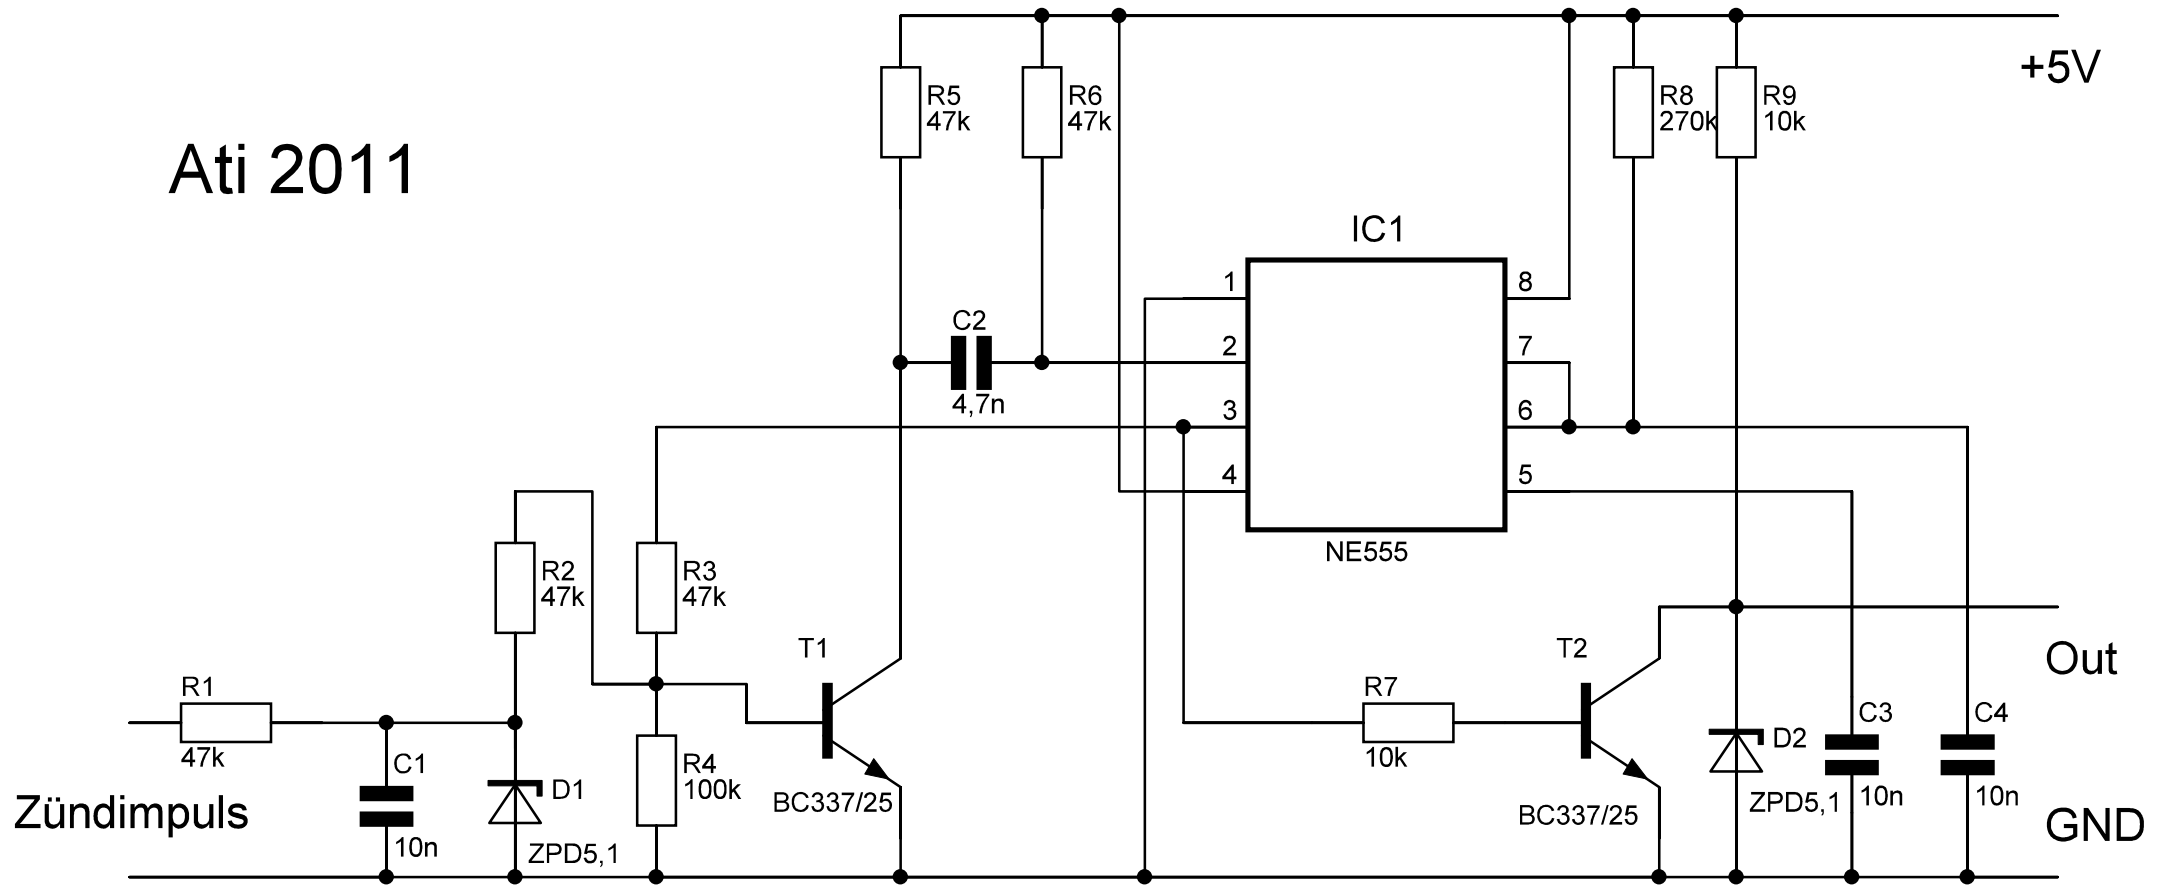 +5V
R5
47k
R6
47k
R8
270k
R9
10k
Ati 2011
IC1
1
8
C2
4,7n
2
7
3
6
4
5
NE555
R2
47k
R3
47k
T1
T2
Out
R1
47k
R7
10k
C3
10n
C4
10n
D2
ZPD5,1
C1
10n
D1
ZPD5,1
R4
100k
BC337/25
BC337/25
Zündimpuls
GND